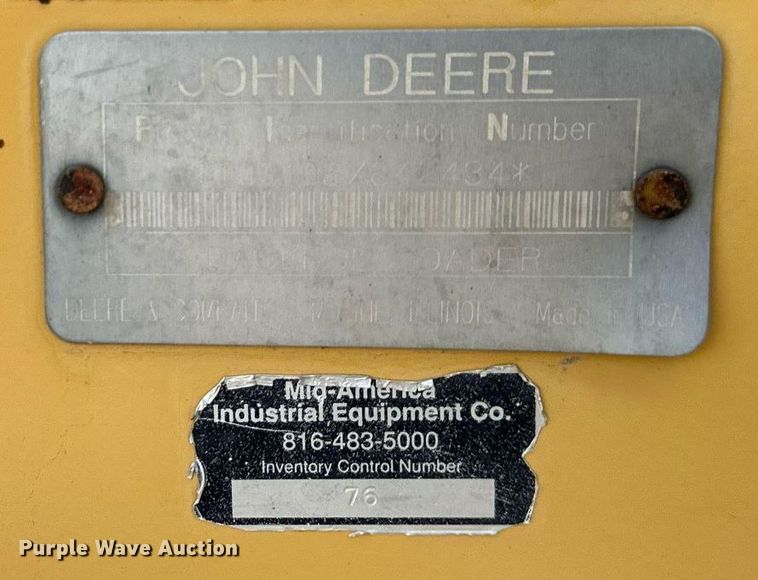 JOHN DEERE
Product Identification Number
BACKHOE LOADER
DEERE & COMPANY MOLINE, ILLINOIS Made in USA
Mid-America
Industrial Equipment Co.
816-483-5000
Inventory Control Number
76
Purple Wave Auction